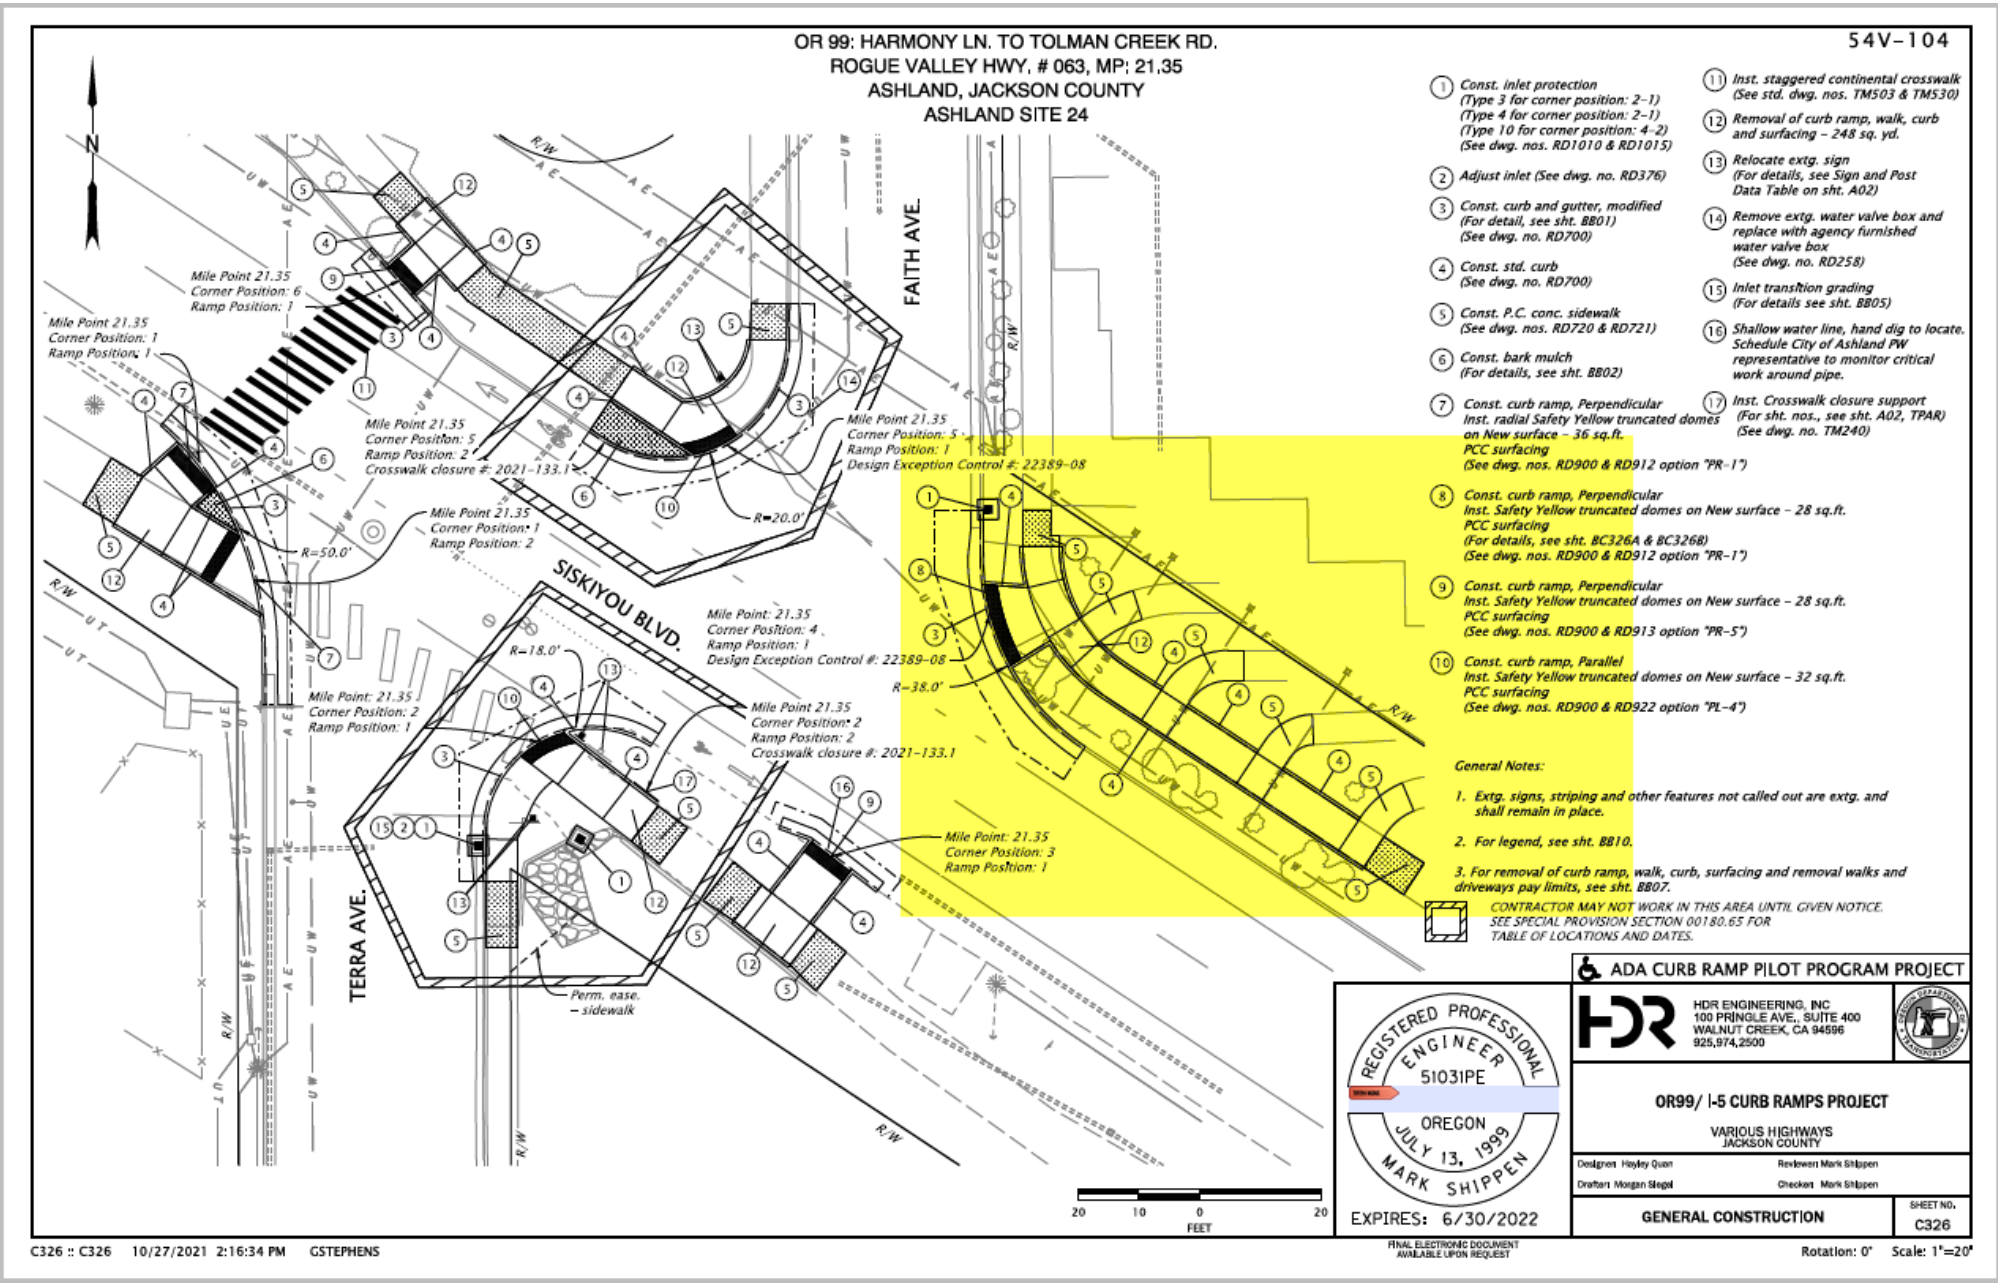 OR 99: HARMONY LN. TO TOLMAN CREEK RD.
ROGUE VALLEY HWY. # 063, MP: 21.35
ASHLAND, JACKSON COUNTY
ASHLAND SITE 24
54V-104
N
1 Const. inlet protection
(Type 3 for corner position: 2-1)
(Type 4 for corner position: 2-1)
(Type 10 for corner position: 4-2)
(See dwg. nos. RD1010 & RD1015)
2 Adjust inlet (See dwg. no. RD376)
3 Const. curb and gutter, modified
(For detail, see sht. BB01)
(See dwg. no. RD700)
4 Const. std. curb
(See dwg. no. RD700)
5 Const. P.C. conc. sidewalk
(See dwg. nos. RD720 & RD721)
6 Const. bark mulch
(For details, see sht. BB02)
7 Const. curb ramp, Perpendicular
Inst. radial Safety Yellow truncated domes
on New surface - 36 sq.ft.
PCC surfacing
(See dwg. nos. RD900 & RD912 option "PR-1")
8 Const. curb ramp, Perpendicular
Inst. Safety Yellow truncated domes on New surface - 28 sq.ft.
PCC surfacing
(For details, see sht. BC326A & BC326B)
(See dwg. nos. RD900 & RD912 option "PR-1")
9 Const. curb ramp, Perpendicular
Inst. Safety Yellow truncated domes on New surface - 28 sq.ft.
PCC surfacing
(See dwg. nos. RD900 & RD913 option "PR-5")
10 Const. curb ramp, Parallel
Inst. Safety Yellow truncated domes on New surface - 32 sq.ft.
PCC surfacing
(See dwg. nos. RD900 & RD922 option "PL-4")
11 Inst. staggered continental crosswalk
(See std. dwg. nos. TM503 & TM530)
12 Removal of curb ramp, walk, curb
and surfacing - 248 sq. yd.
13 Relocate extg. sign
(For details, see Sign and Post
Data Table on sht. A02)
14 Remove extg. water valve box and
replace with agency furnished
water valve box
(See dwg. no. RD258)
15 Inlet transition grading
(For details see sht. BB05)
16 Shallow water line, hand dig to locate.
Schedule City of Ashland PW
representative to monitor critical
work around pipe.
17 Inst. Crosswalk closure support
(For sht. nos., see sht. A02, TPAR)
(See dwg. no. TM240)
General Notes:
1. Extg. signs, striping and other features not called out are extg. and
shall remain in place.
2. For legend, see sht. BB10.
3. For removal of curb ramp, walk, curb, surfacing and removal walks and
driveways pay limits, see sht. BB07.
CONTRACTOR MAY NOT WORK IN THIS AREA UNTIL GIVEN NOTICE.
SEE SPECIAL PROVISION SECTION 00180.65 FOR
TABLE OF LOCATIONS AND DATES.
Mile Point 21.35
Corner Position: 6
Ramp Position: 1
Mile Point 21.35
Corner Position: 1
Ramp Position: 1
Mile Point 21.35
Corner Position: 5
Ramp Position: 2
Crosswalk closure #: 2021-133.1
Mile Point 21.35
Corner Position: 5
Ramp Position: 1
Design Exception Control #: 22389-08
Mile Point 21.35
Corner Position: 1
Ramp Position: 2
R=50.0'
R=20.0'
FAITH AVE.
SISKIYOU BLVD.
TERRA AVE.
Mile Point: 21.35
Corner Position: 4
Ramp Position: 1
Design Exception Control #: 22389-08
R=18.0'
R=38.0'
Mile Point: 21.35
Corner Position: 2
Ramp Position: 1
Mile Point 21.35
Corner Position: 2
Ramp Position: 2
Crosswalk closure #: 2021-133.1
Mile Point: 21.35
Corner Position: 3
Ramp Position: 1
Perm. ease.
- sidewalk
R/W
R/W
R/W
R/W
R/W
R/W
R/W
20 10 0 20
FEET
REGISTERED PROFESSIONAL
ENGINEER
51031PE
OREGON
JULY 13, 1999
MARK SHIPPEN
EXPIRES: 6/30/2022
FINAL ELECTRONIC DOCUMENT
AVAILABLE UPON REQUEST
ADA CURB RAMP PILOT PROGRAM PROJECT
HDR
HDR ENGINEERING, INC
100 PRINGLE AVE., SUITE 400
WALNUT CREEK, CA 94596
925.974.2500
OREGON DEPARTMENT OF
TRANSPORTATION
OR99/ I-5 CURB RAMPS PROJECT
VARIOUS HIGHWAYS
JACKSON COUNTY
Designer: Hayley Quan
Reviewer: Mark Shippen
Drafter: Morgan Siegel
Checker: Mark Shippen
GENERAL CONSTRUCTION
SHEET NO.
C326
C326 :: C326 10/27/2021 2:16:34 PM GSTEPHENS
Rotation: 0° Scale: 1"=20'